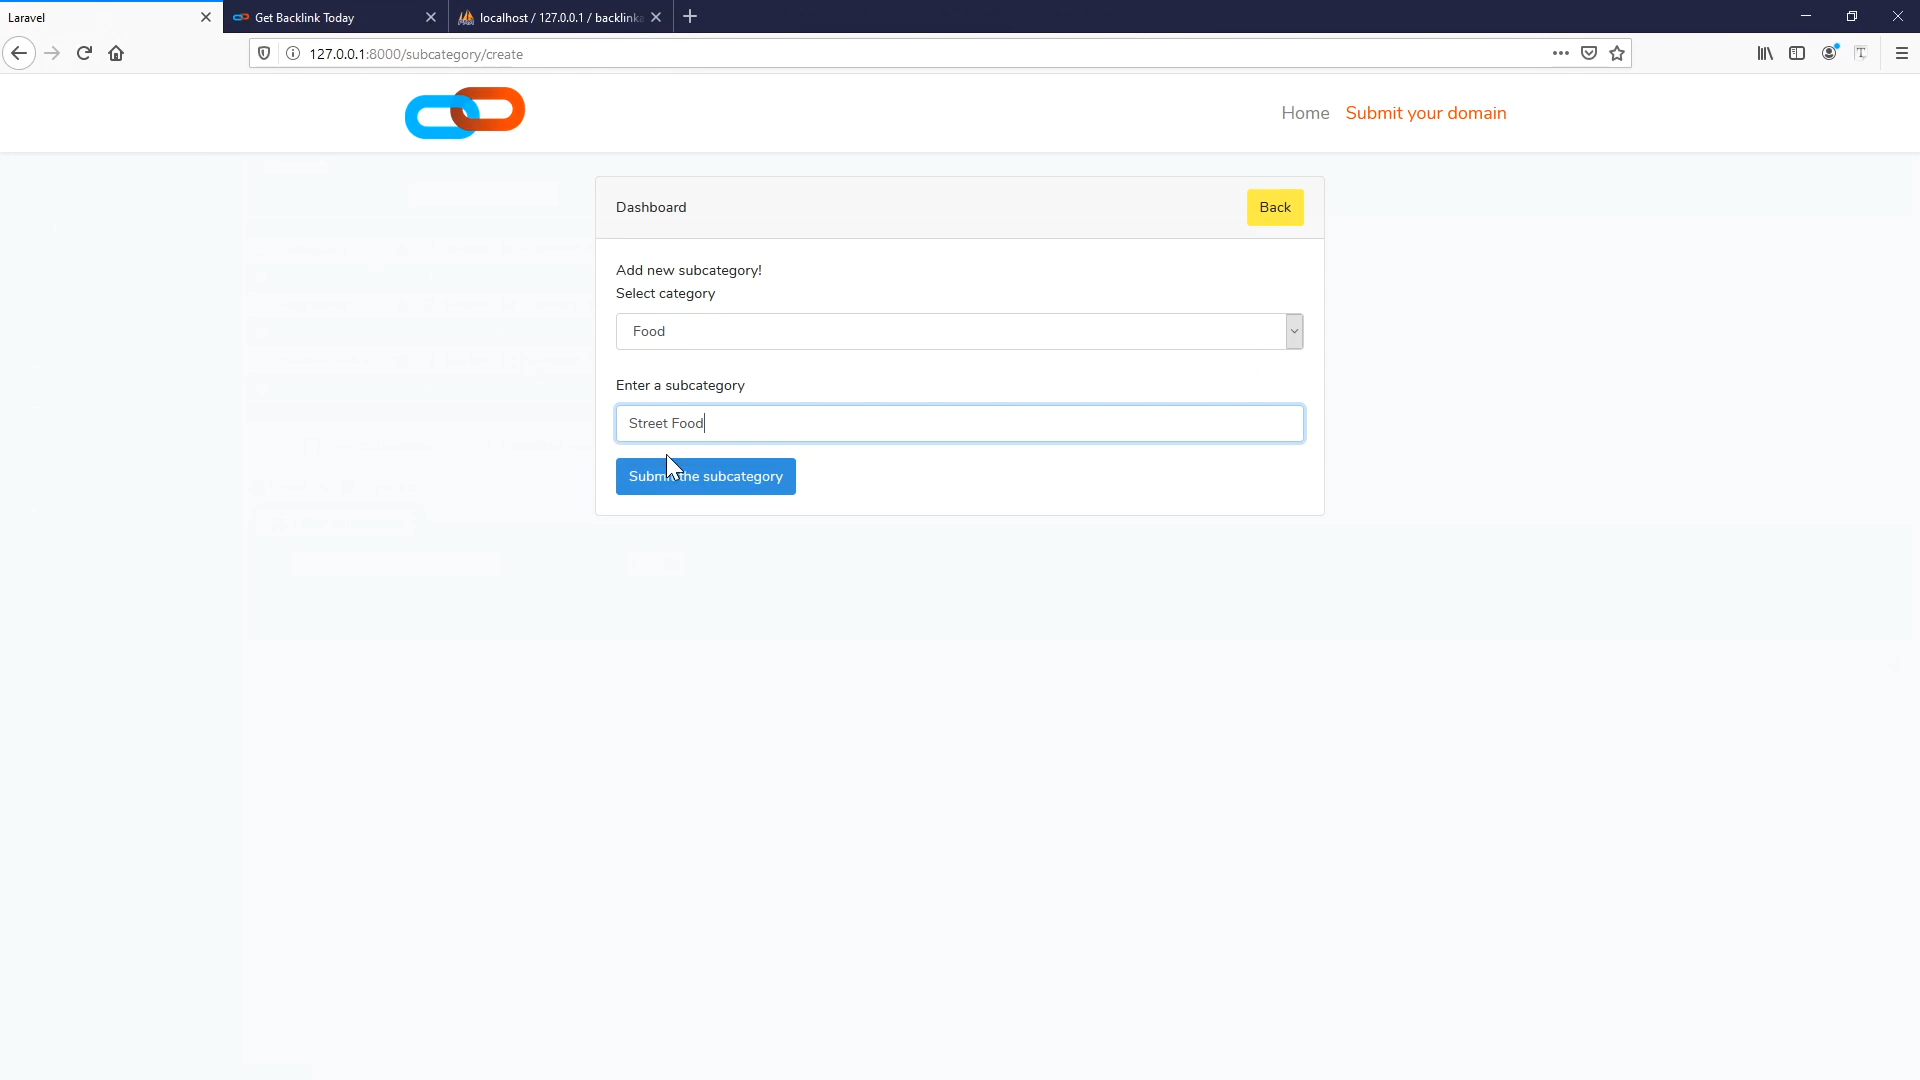 Laravel
Get Backlink Today
localhost / 127.0.0.1 / backlink
127.0.0.1:8000/subcategory/create
Home
Submit your domain
Dashboard
Back
Add new subcategory!
Select category
Food
Enter a subcategory
Street Food
Submit the subcategory